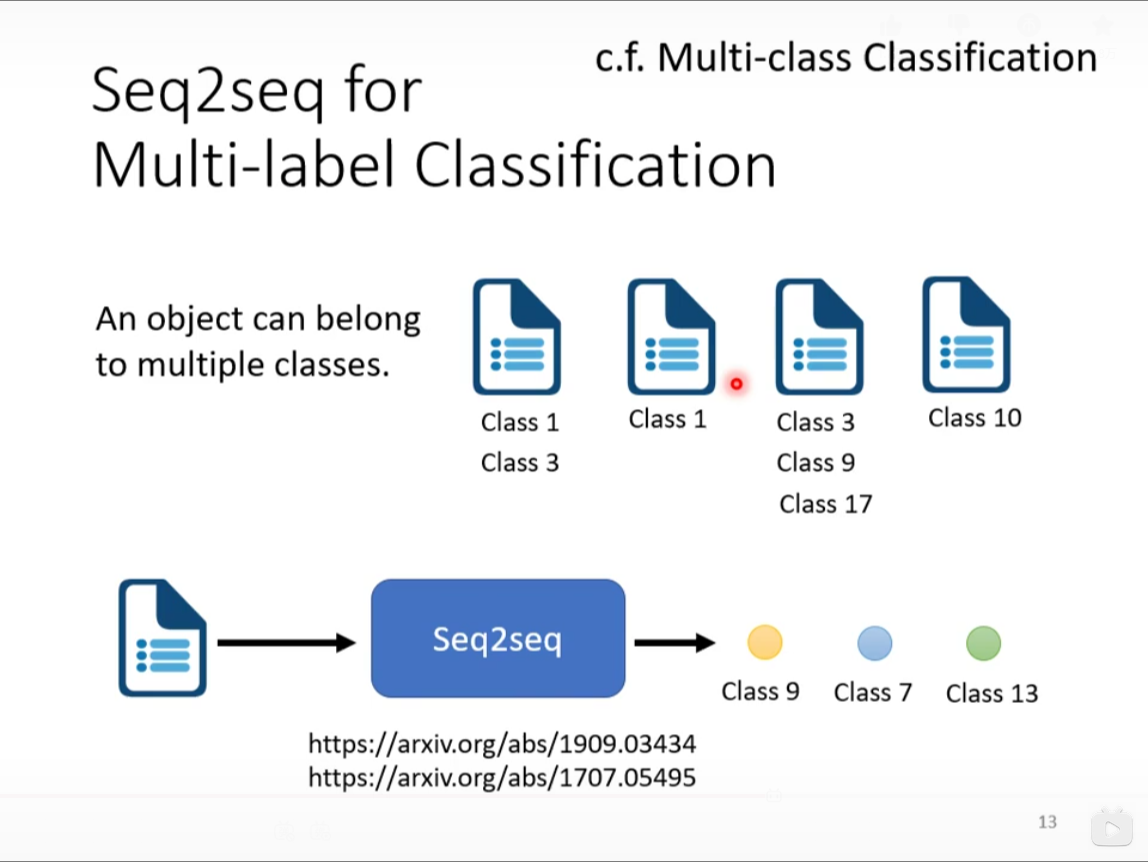 c.f. Multi-class Classification
Seq2seq for
Multi-label Classification
An object can belong
to multiple classes.
Class 1
Class 3
Class 1
Class 3
Class 9
Class 17
Class 10
Seq2seq
Class 9
Class 7
Class 13
https://arxiv.org/abs/1909.03434
https://arxiv.org/abs/1707.05495
13